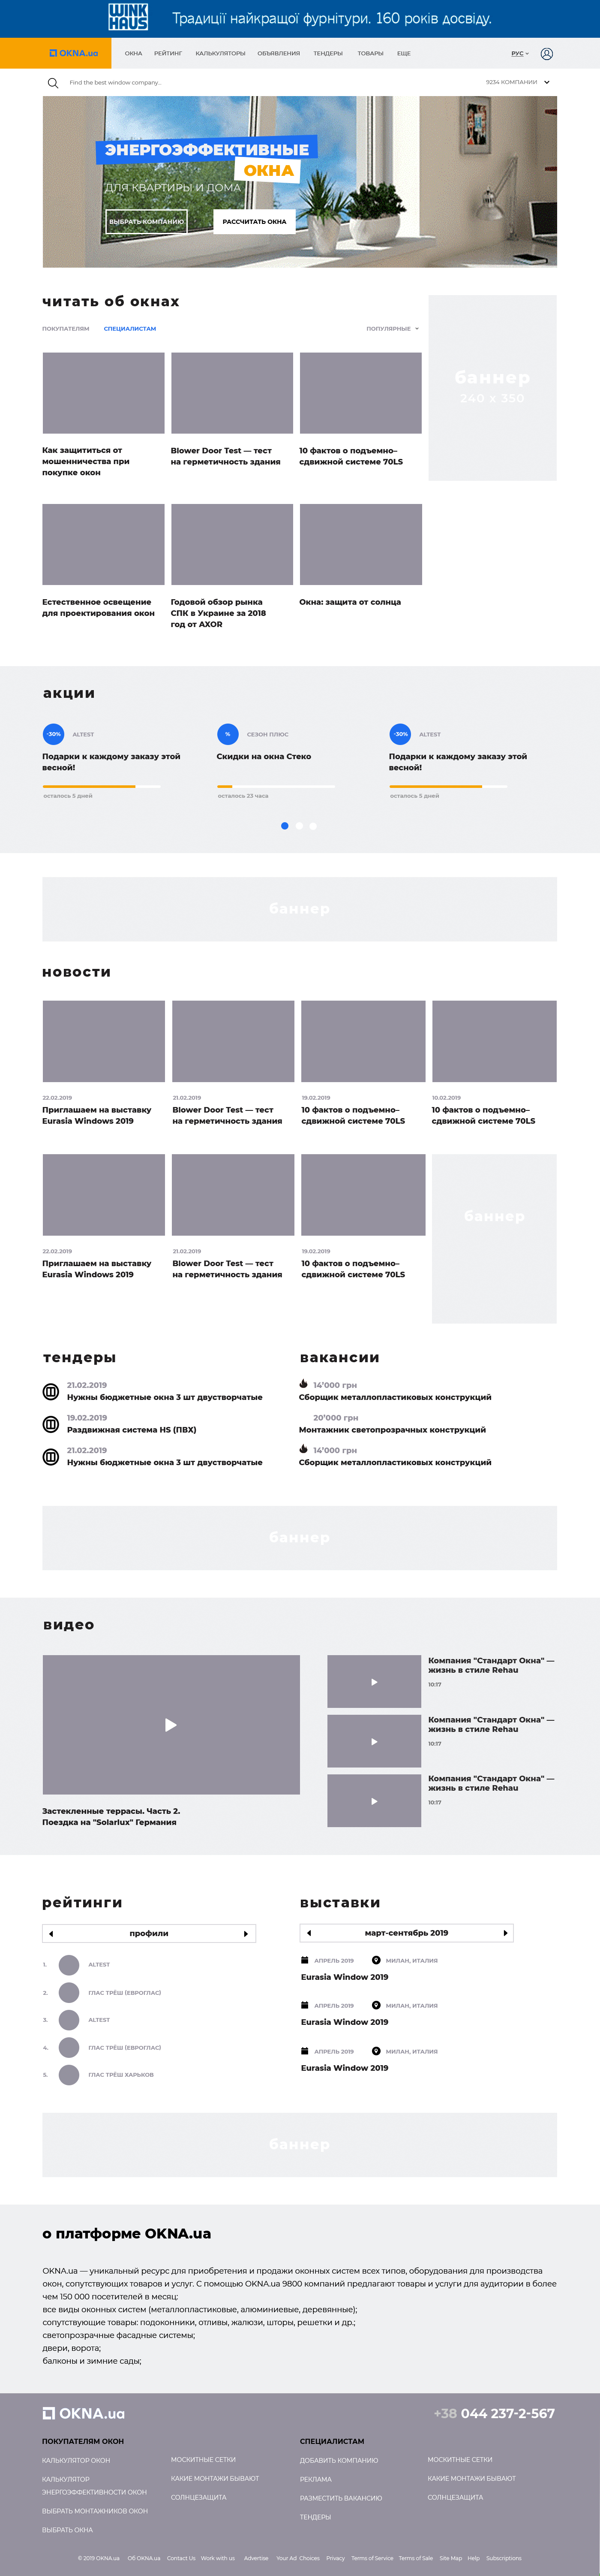 WINK HAUS
Традиції найкращої фурнітури. 160 років досвіду.
OKNA.ua
ОКНА РЕЙТИНГ КАЛЬКУЛЯТОРЫ ОБЪЯВЛЕНИЯ ТЕНДЕРЫ ТОВАРЫ ЕЩЕ РУС
Find the best window company...
9234 КОМПАНИИ
ЭНЕРГОЭФФЕКТИВНЫЕ
ОКНА
ДЛЯ КВАРТИРЫ И ДОМА
ВЫБРАТЬ КОМПАНИЮ
РАССЧИТАТЬ ОКНА
читать об окнах
ПОКУПАТЕЛЯМ СПЕЦИАЛИСТАМ ПОПУЛЯРНЫЕ
баннер
240 x 350
Как защититься от
мошенничества при
покупке окон
Blower Door Test — тест
на герметичность здания
10 фактов о подъемно–
сдвижной системе 70LS
Естественное освещение
для проектирования окон
Годовой обзор рынка
СПК в Украине за 2018
год от AXOR
Окна: защита от солнца
акции
-30% ALTEST
Подарки к каждому заказу этой
весной!
осталось 5 дней
% СЕЗОН ПЛЮС
Скидки на окна Стеко
осталось 23 часа
-30% ALTEST
Подарки к каждому заказу этой
весной!
осталось 5 дней
баннер
новости
22.02.2019
Приглашаем на выставку
Eurasia Windows 2019
21.02.2019
Blower Door Test — тест
на герметичность здания
19.02.2019
10 фактов о подъемно–
сдвижной системе 70LS
10.02.2019
10 фактов о подъемно–
сдвижной системе 70LS
22.02.2019
Приглашаем на выставку
Eurasia Windows 2019
21.02.2019
Blower Door Test — тест
на герметичность здания
19.02.2019
10 фактов о подъемно–
сдвижной системе 70LS
баннер
тендеры
21.02.2019
Нужны бюджетные окна 3 шт двустворчатые
19.02.2019
Раздвижная система HS (ПВХ)
21.02.2019
Нужны бюджетные окна 3 шт двустворчатые
вакансии
14’000 грн
Сборщик металлопластиковых конструкций
20’000 грн
Монтажник светопрозрачных конструкций
14’000 грн
Сборщик металлопластиковых конструкций
баннер
видео
Застекленные террасы. Часть 2.
Поездка на "Solarlux" Германия
Компания "Стандарт Окна" —
жизнь в стиле Rehau
10:17
Компания "Стандарт Окна" —
жизнь в стиле Rehau
10:17
Компания "Стандарт Окна" —
жизнь в стиле Rehau
10:17
рейтинги
профили
1. ALTEST
2. ГЛАС ТРЁШ (ЕВРОГЛАС)
3. ALTEST
4. ГЛАС ТРЁШ (ЕВРОГЛАС)
5. ГЛАС ТРЁШ ХАРЬКОВ
выставки
март-сентябрь 2019
АПРЕЛЬ 2019 МИЛАН, ИТАЛИЯ
Eurasia Window 2019
АПРЕЛЬ 2019 МИЛАН, ИТАЛИЯ
Eurasia Window 2019
АПРЕЛЬ 2019 МИЛАН, ИТАЛИЯ
Eurasia Window 2019
баннер
о платформе OKNA.ua
OKNA.ua — уникальный ресурс для приобретения и продажи оконных систем всех типов, оборудования для производства
окон, сопутствующих товаров и услуг. С помощью OKNA.ua 9800 компаний предлагают товары и услуги для аудитории в более
чем 150 000 посетителей в месяц:
все виды оконных систем (металлопластиковые, алюминиевые, деревянные);
сопутствующие товары: подоконники, отливы, жалюзи, шторы, решетки и др.;
светопрозрачные фасадные системы;
двери, ворота;
балконы и зимние сады;
OKNA.ua
+38 044 237-2-567
ПОКУПАТЕЛЯМ ОКОН
КАЛЬКУЛЯТОР ОКОН
КАЛЬКУЛЯТОР
ЭНЕРГОЭФФЕКТИВНОСТИ ОКОН
ВЫБРАТЬ МОНТАЖНИКОВ ОКОН
ВЫБРАТЬ ОКНА
МОСКИТНЫЕ СЕТКИ
КАКИЕ МОНТАЖИ БЫВАЮТ
СОЛНЦЕЗАЩИТА
СПЕЦИАЛИСТАМ
ДОБАВИТЬ КОМПАНИЮ
РЕКЛАМА
РАЗМЕСТИТЬ ВАКАНСИЮ
ТЕНДЕРЫ
МОСКИТНЫЕ СЕТКИ
КАКИЕ МОНТАЖИ БЫВАЮТ
СОЛНЦЕЗАЩИТА
© 2019 OKNA.ua Об OKNA.ua Contact Us Work with us Advertise Your Ad Choices Privacy Terms of Service Terms of Sale Site Map Help Subscriptions